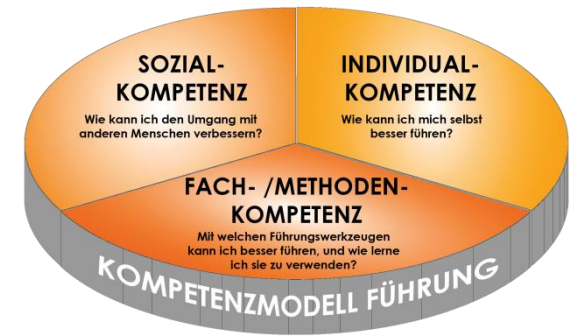 SOZIAL-
KOMPETENZ
Wie kann ich den Umgang mit
anderen Menschen verbessern?
INDIVIDUAL-
KOMPETENZ
Wie kann ich mich selbst
besser führen?
FACH- /METHODEN-
KOMPETENZ
Mit welchen Führungswerkzeugen
kann ich besser führen, und wie lerne
ich sie zu verwenden?
KOMPETENZMODELL FÜHRUNG